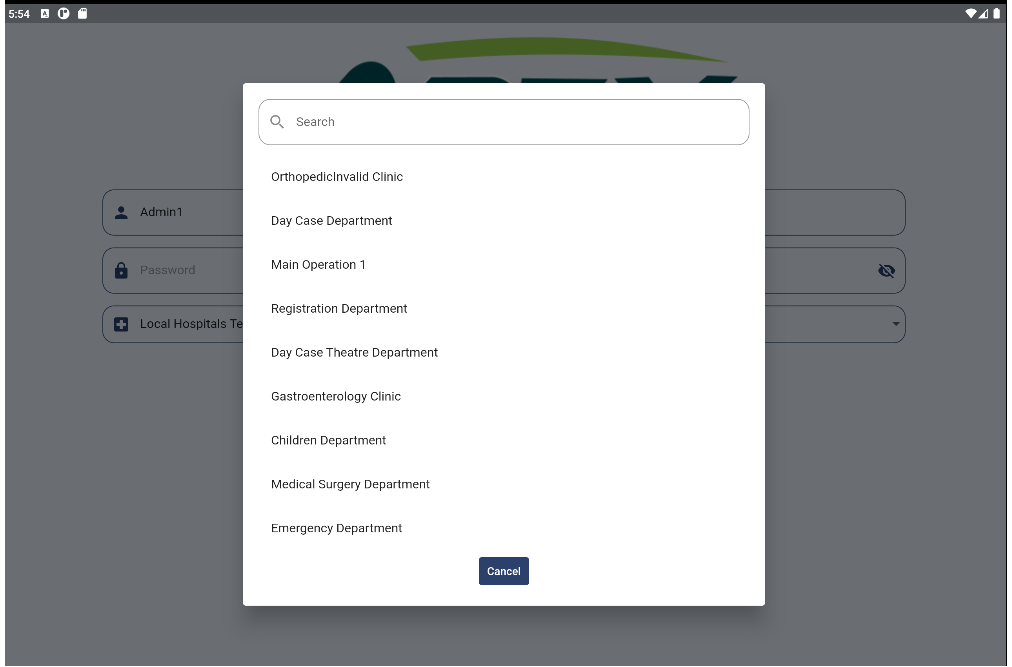 5:54
Search
OrthopedicInvalid Clinic
Day Case Department
Main Operation 1
Registration Department
Day Case Theatre Department
Gastroenterology Clinic
Children Department
Medical Surgery Department
Emergency Department
Cancel
Admin1
Password
Local Hospitals Te